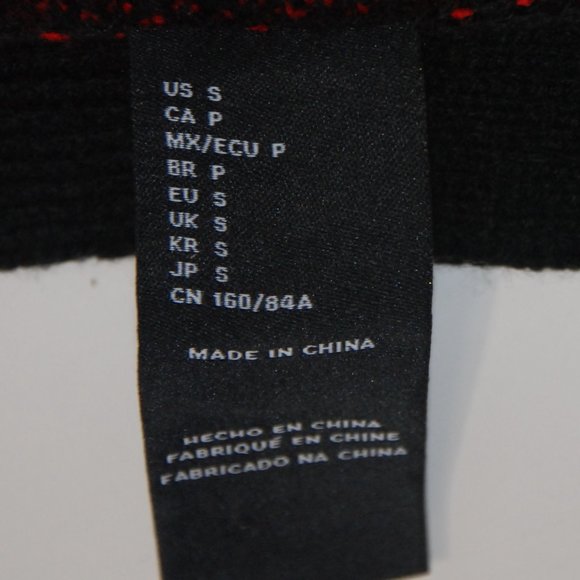 US S
CA P
MX/ECU P
BR P
EU S
UK S
KR S
JP S
CN 160/84A
MADE IN CHINA
HECHO EN CHINA
FABRIQUÉ EN CHINE
FABRICADO NA CHINA